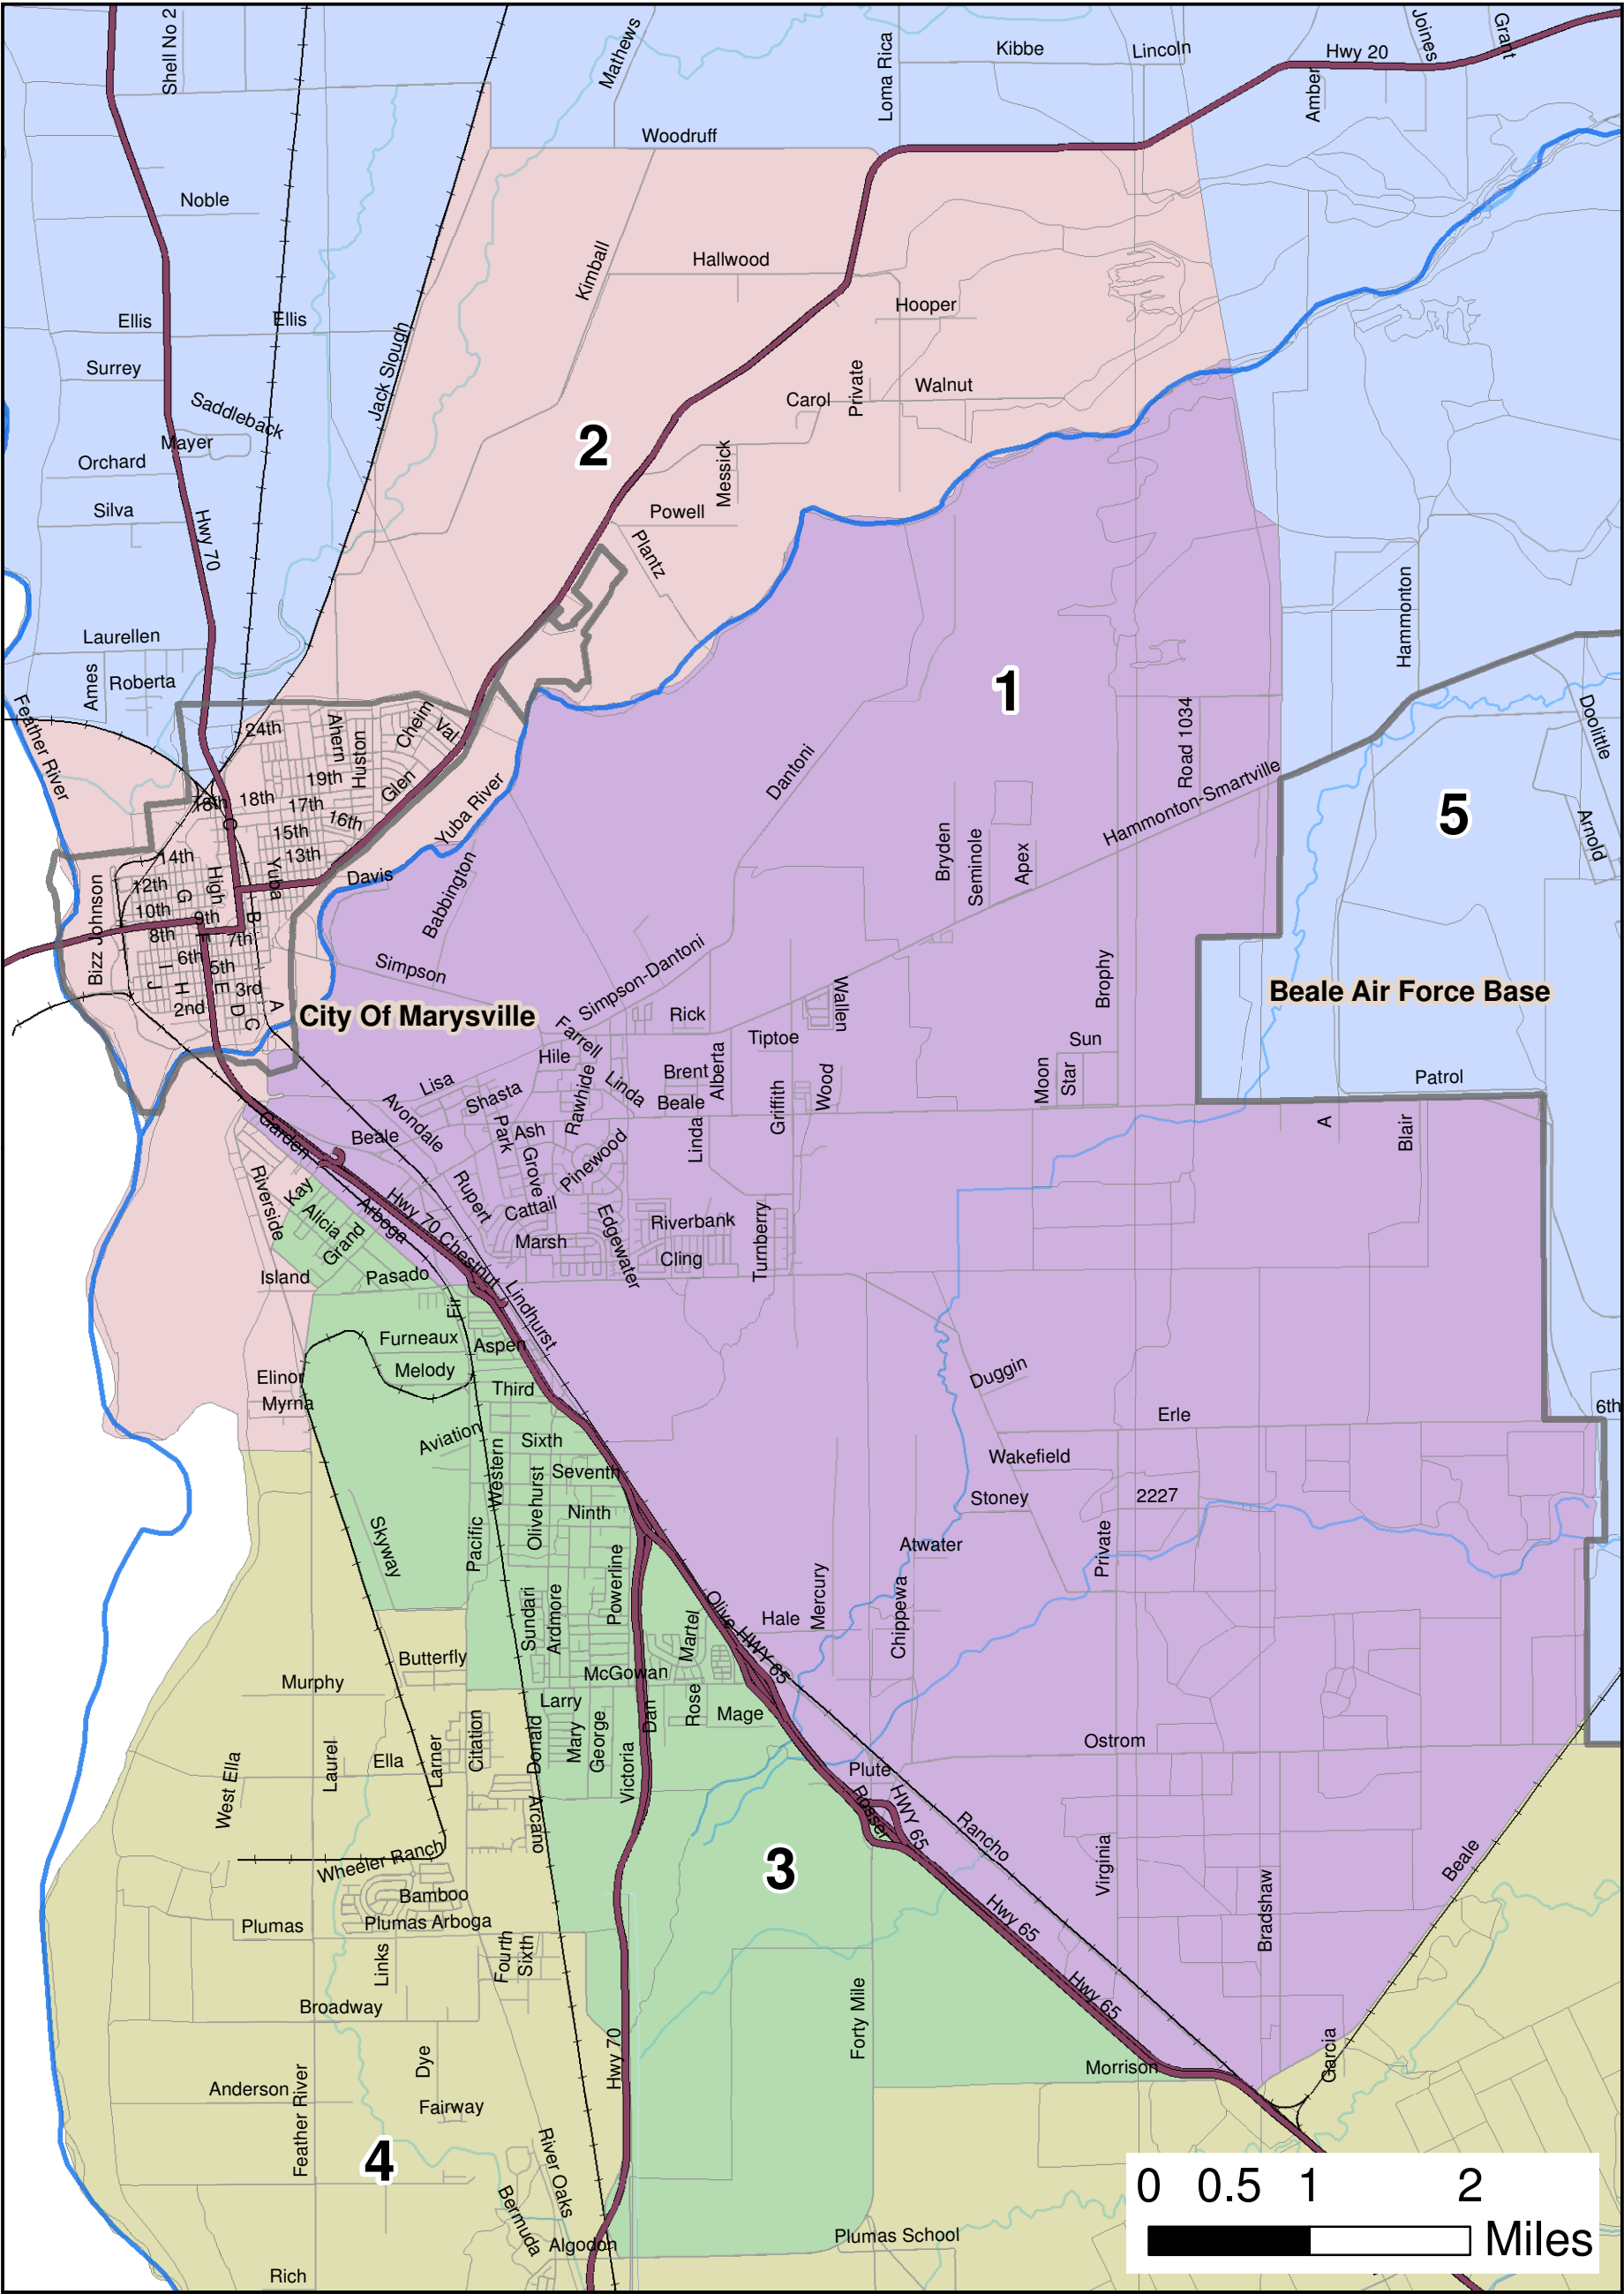 Shell No 2
Mathews
Loma Rica
Kibbe
Lincoln
Hwy 20
Joines
Grant
Amber
Woodruff
Noble
Kimball
Hallwood
Hooper
Ellis
Ellis
Jack Slough
Surrey
Private
Walnut
Carol
Saddleback
Mayer
2
Orchard
Messick
Silva
Powell
Hwy 70
Plantz
Hammonton
Laurellen
Ames
Roberta
1
Feather River
24th
Ahern
Huston
Cheim
Val
Road 1034
Doolittle
Dantoni
19th
Glen
Hammonton-Smartville
18th
18th
17th
16th
C
15th
Yuba River
5
Arnold
14th
13th
Bryden
Seminole
Apex
12th
G
High
Yuba
Davis
Babbington
10th
9th
B
8th
7th
F
Bizz Johnson
6th
5th
Simpson
Simpson-Dantoni
Brophy
I
J
H
E
3rd
2nd
D
C
A
Beale Air Force Base
City Of Marysville
Rick
Wallen
Farrell
Tiptoe
Sun
Hile
Lisa
Shasta
Rawhide
Linda
Brent
Alberta
Moon
Star
Patrol
Beale
Griffith
Wood
Avondale
Garden
Beale
Park
Ash
Linda
A
Blair
Grove
Pinewood
Riverside
Kay
Rupert
Alicia
Hwy 70
Arboga
Cattail
Edgewater
Riverbank
Turnberry
Grand
Marsh
Cling
Chestnut
Island
Pasado
Lindhurst
Eir
Furneaux
Aspen
Elinor
Melody
Duggin
Third
Myrna
6th
Erle
Aviation
Sixth
Wakefield
Western
Seventh
Olivehurst
Stoney
2227
Ninth
Skyway
Pacific
Atwater
Private
Powerline
Mercury
Chippewa
Sundari
Ardmore
Olive
Hale
Martel
HWY 65
Butterfly
McGowan
Murphy
Larry
Rose
Dan
Mage
Citation
Donald
Mary
George
Ostrom
West Ella
Laurel
Ella
Larner
Victoria
Plute
Rosser
HWY 65
Arcano
Rancho
Wheeler Ranch
3
Virginia
Beale
Bamboo
Plumas
Plumas Arboga
Hwy 65
Bradshaw
Links
Fourth
Sixth
Broadway
Hwy 65
Forty Mile
Dye
Hwy 70
Morrison
Garcia
Anderson
Feather River
Fairway
4
River Oaks
Bermuda
Algodon
Plumas School
Rich
0 0.5 1 2
Miles